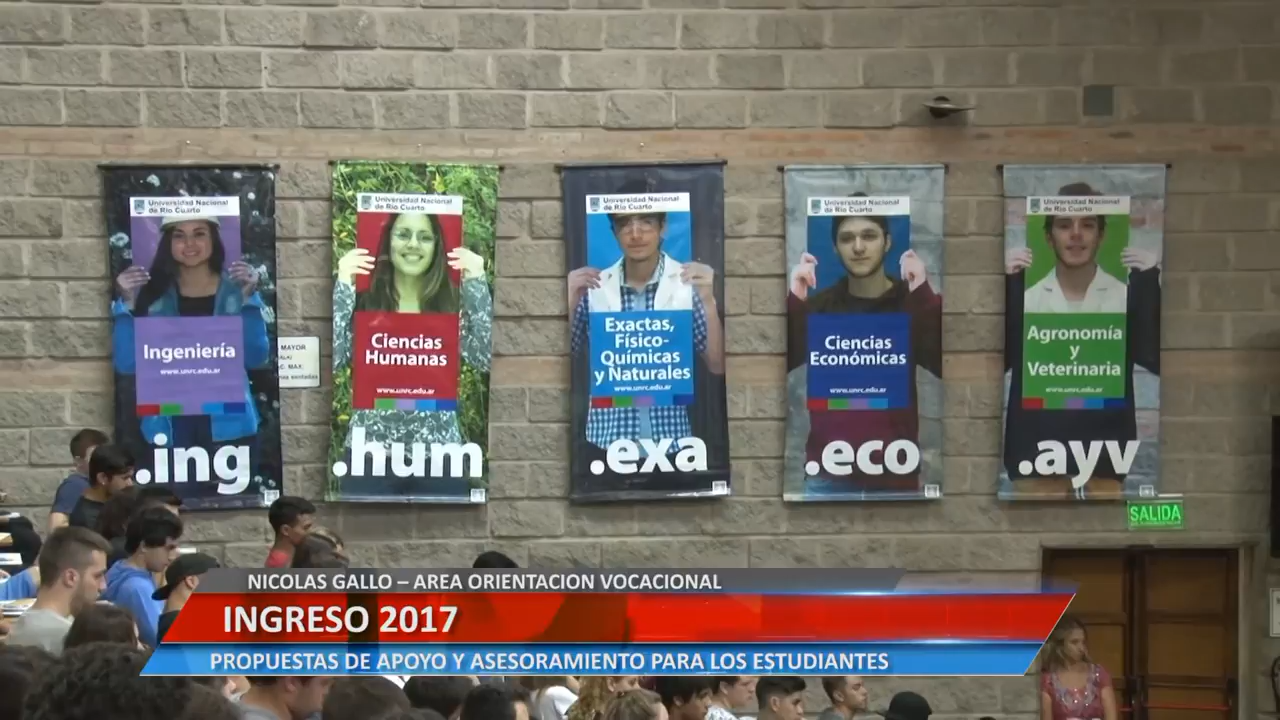 Universidad Nacional
de Río Cuarto
Ingeniería
www.unrc.edu.ar
.ing
MAYOR
C. MAX:
sentadas
Universidad Nacional
de Río Cuarto
Ciencias
Humanas
www.unrc.edu.ar
.hum
Universidad Nacional
de Río Cuarto
Exactas,
Físico-
Químicas
y Naturales
www.unrc.edu.ar
.exa
Universidad Nacional
de Río Cuarto
Ciencias
Económicas
www.unrc.edu.ar
.eco
Universidad Nacional
de Río Cuarto
Agronomía
y
Veterinaria
www.unrc.edu.ar
.ayv
SALIDA
NICOLAS GALLO – AREA ORIENTACION VOCACIONAL
INGRESO 2017
PROPUESTAS DE APOYO Y ASESORAMIENTO PARA LOS ESTUDIANTES